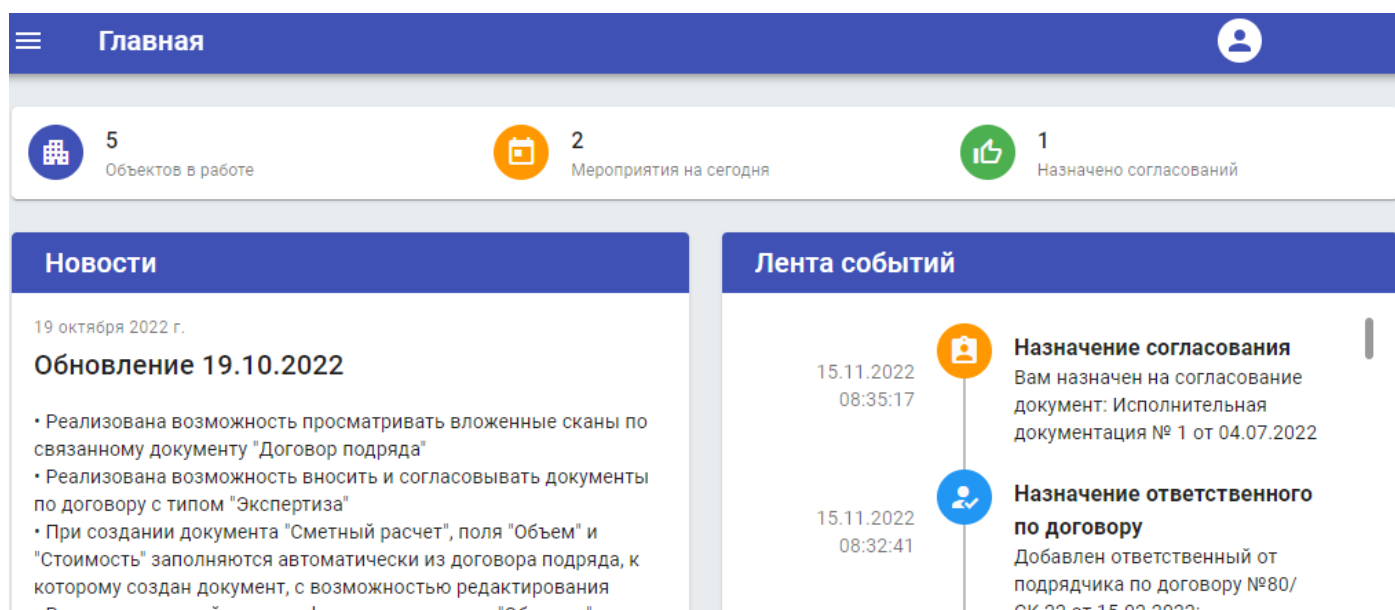 Главная
5
Объектов в работе
2
Мероприятия на сегодня
1
Назначено согласований
Новости
19 октября 2022 г.
Обновление 19.10.2022
• Реализована возможность просматривать вложенные сканы по
связанному документу "Договор подряда"
• Реализована возможность вносить и согласовывать документы
по договору с типом "Экспертиза"
• При создании документа "Сметный расчет", поля "Объем" и
"Стоимость" заполняются автоматически из договора подряда, к
которому создан документ, с возможностью редактирования
Лента событий
15.11.2022
08:35:17
Назначение согласования
Вам назначен на согласование
документ: Исполнительная
документация № 1 от 04.07.2022
15.11.2022
08:32:41
Назначение ответственного
по договору
Добавлен ответственный от
подрядчика по договору №80/